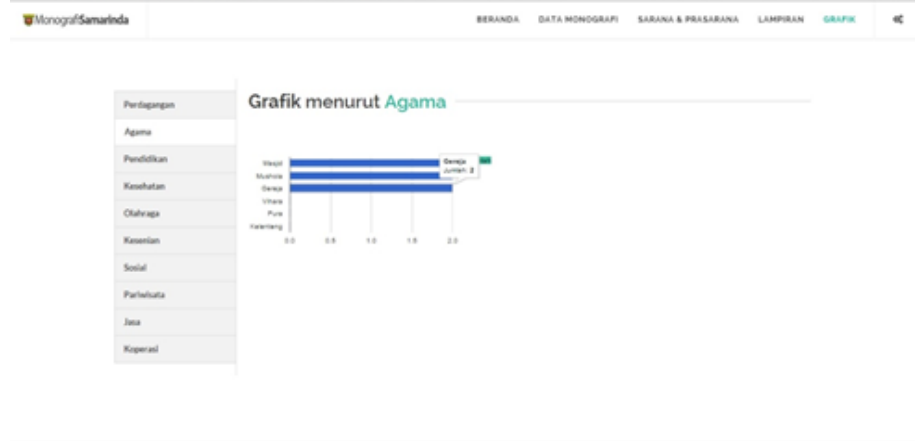 MonografiSamarinda
BERANDA DATA MONOGRAFI SARANA & PRASARANA LAMPIRAN GRAFIK
Perdagangan
Agama
Pendidikan
Kesehatan
Olahraga
Kesenian
Sosial
Pariwisata
Jasa
Koperasi
Grafik menurut Agama
Masjid
Mushola
Gereja
Vihara
Pura
Kelenteng
Gereja
Jumlah: 2
0.0 0.5 1.0 1.5 2.0